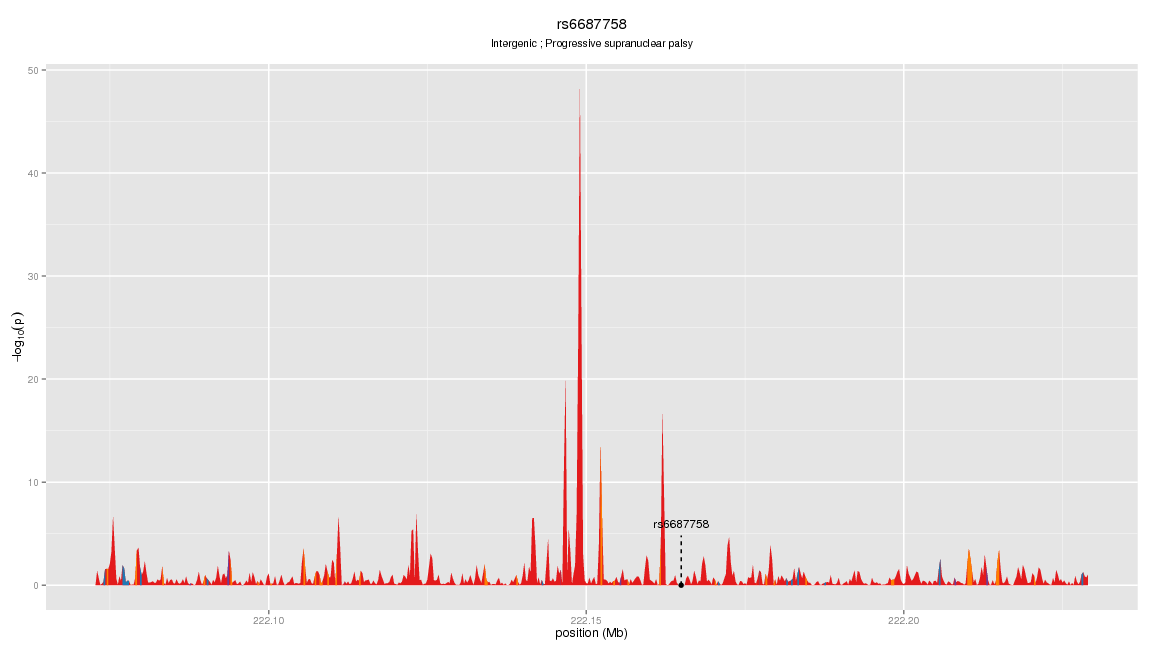 rs6687758
Intergenic ; Progressive supranuclear palsy
50
40
30
20
10
0
−log10(p)
rs6687758
222.10
222.15
222.20
position (Mb)